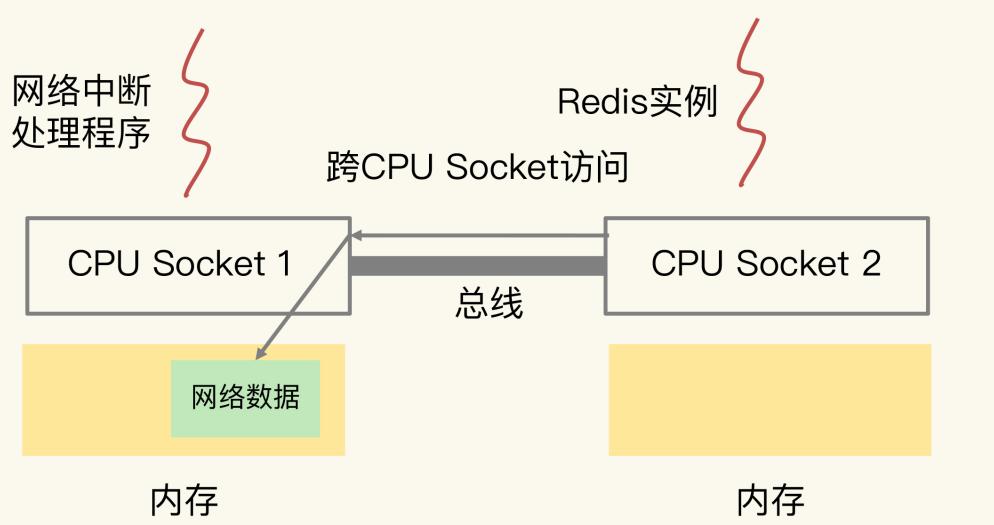 网络中断
处理程序
Redis实例
跨CPU Socket访问
CPU Socket 1
CPU Socket 2
总线
网络数据
内存
内存